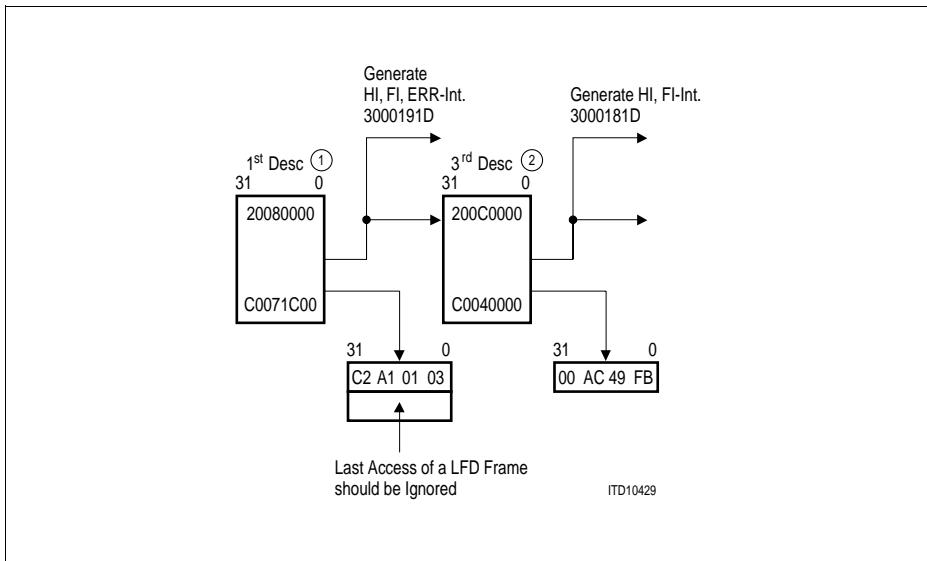 Generate
HI, FI, ERR-Int.
3000191D
Generate HI, FI-Int.
3000181D
1st Desc 1
31 0
20080000
C0071C00
3rd Desc 2
31 0
200C0000
C0040000
31 0
C2 A1 01 03
31 0
00 AC 49 FB
Last Access of a LFD Frame
should be Ignored
ITD10429